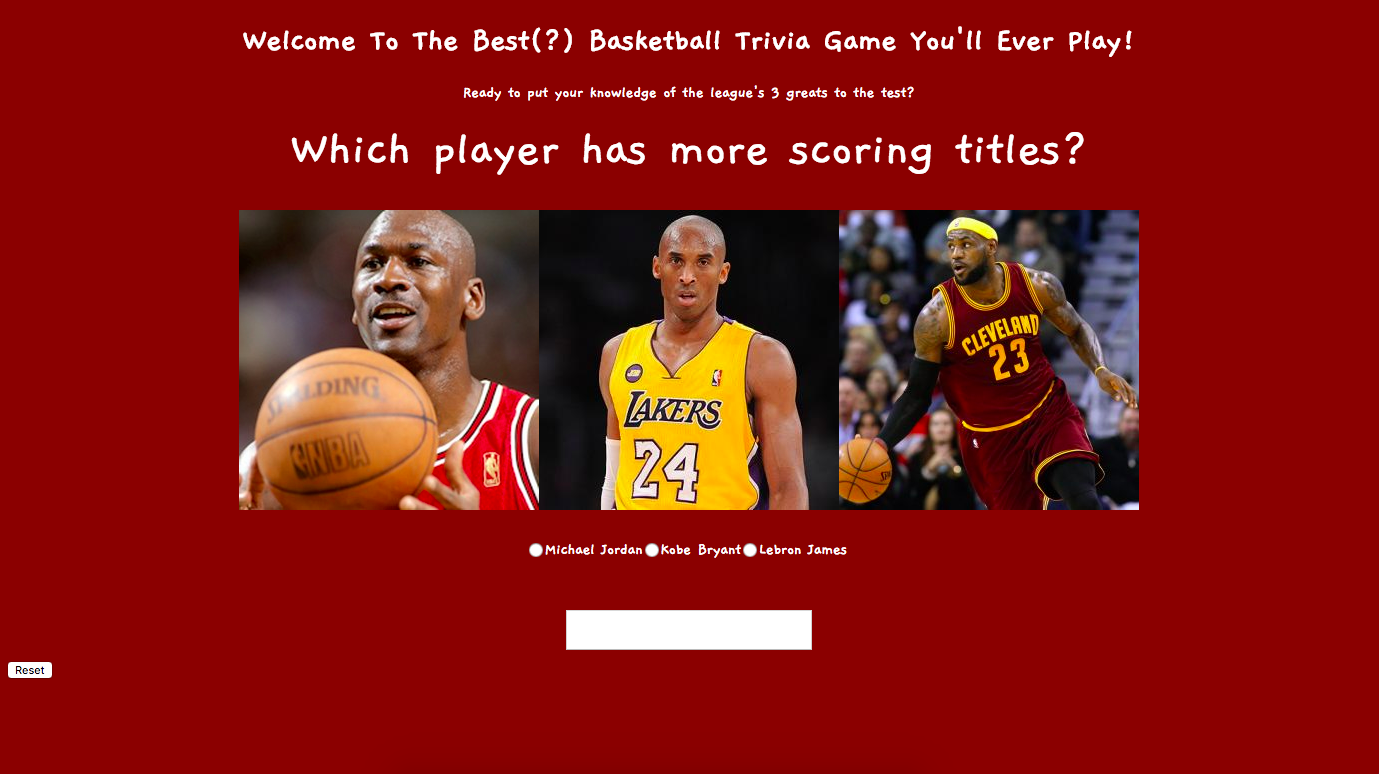 Welcome To The Best(?) Basketball Trivia Game You'll Ever Play!
Ready to put your knowledge of the league's 3 greats to the test?
Which player has more scoring titles?
SPALDING
NBA
LAKERS
24
CLEVELAND
23
Michael Jordan Kobe Bryant Lebron James
Reset